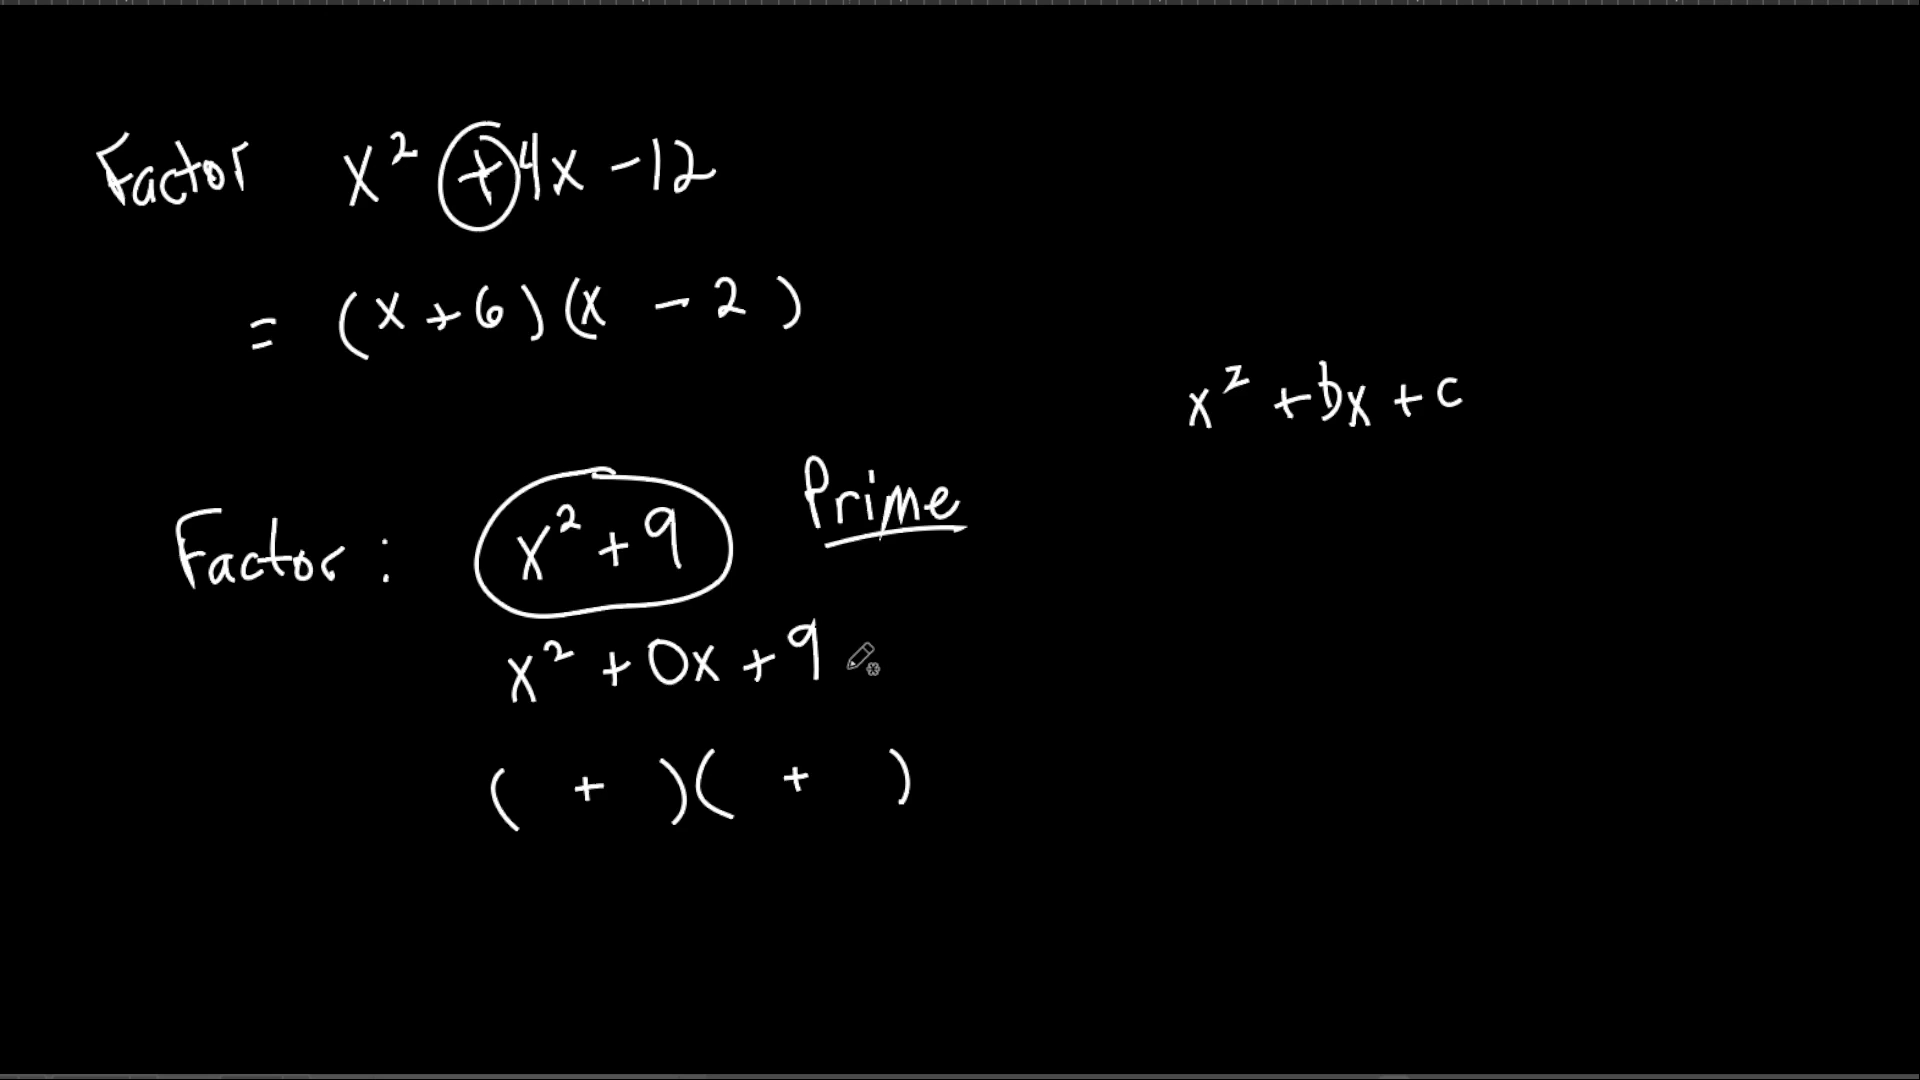 Factor x² + 4x - 12
= (x + 6)(x - 2)
x² + bx + c
Factor: x² + 9 Prime
x² + 0x + 9
( + )( + )